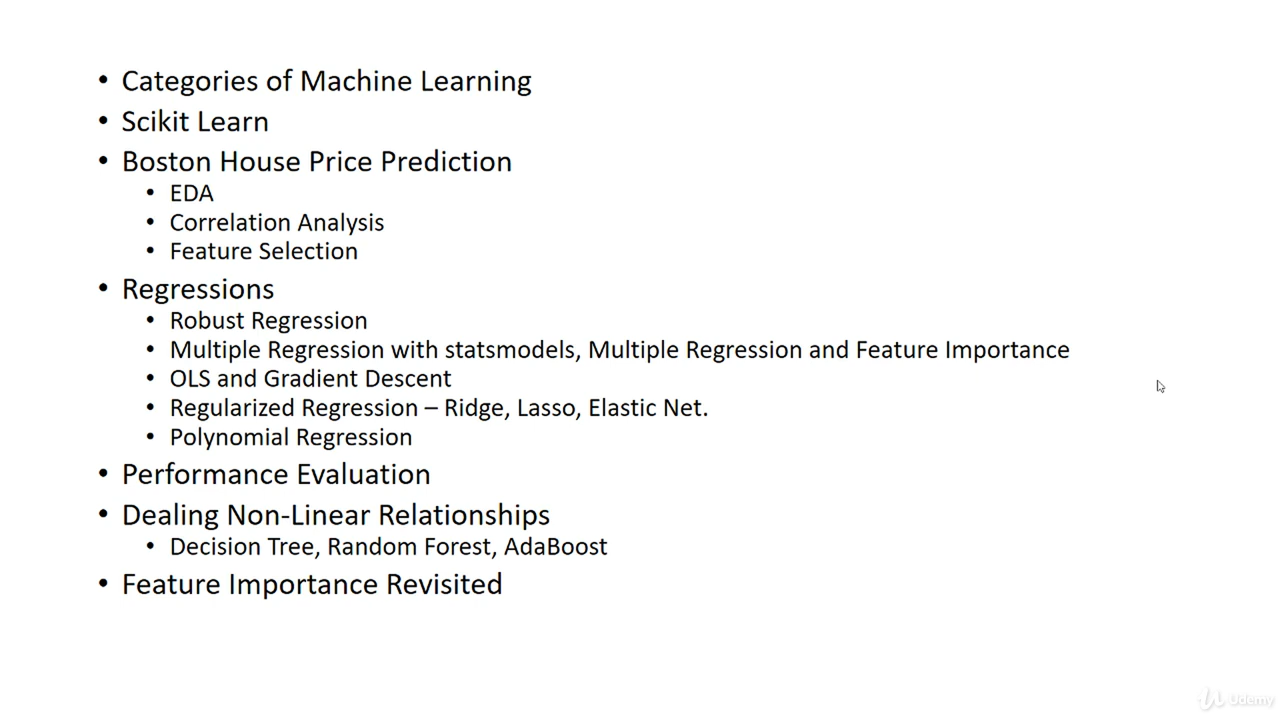 • Categories of Machine Learning
• Scikit Learn
• Boston House Price Prediction
• EDA
• Correlation Analysis
• Feature Selection
• Regressions
• Robust Regression
• Multiple Regression with statsmodels, Multiple Regression and Feature Importance
• OLS and Gradient Descent
• Regularized Regression – Ridge, Lasso, Elastic Net.
• Polynomial Regression
• Performance Evaluation
• Dealing Non-Linear Relationships
• Decision Tree, Random Forest, AdaBoost
• Feature Importance Revisited
Udemy